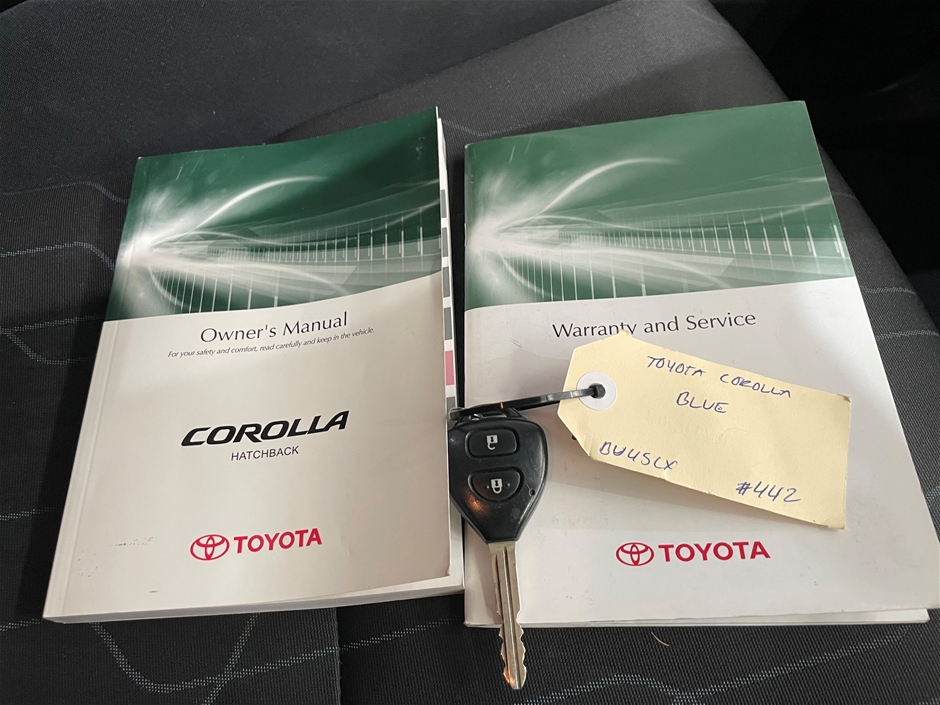 Owner's Manual
For your safety and comfort, read carefully and keep in the vehicle.
COROLLA
HATCHBACK
TOYOTA
Warranty and Service
TOYOTA COROLLA
BLUE
#442
TOYOTA